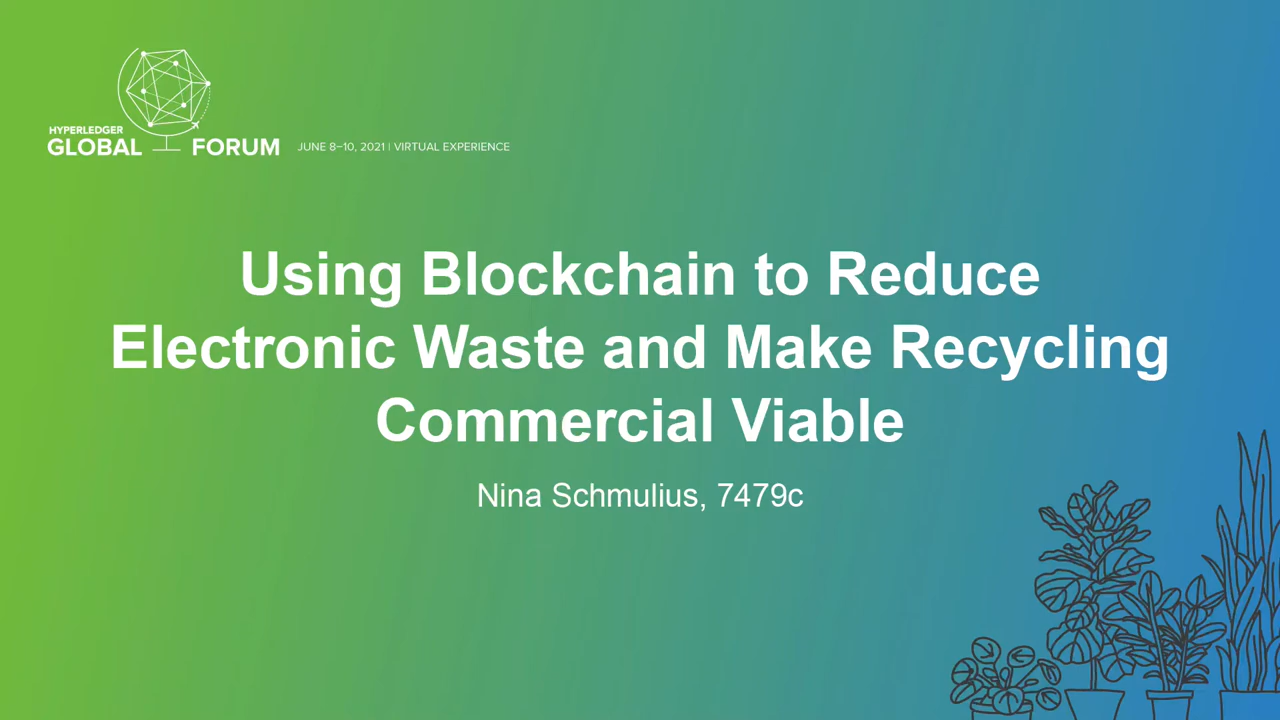 HYPERLEDGER
GLOBAL FORUM JUNE 8–10, 2021 | VIRTUAL EXPERIENCE
Using Blockchain to Reduce
Electronic Waste and Make Recycling
Commercial Viable
Nina Schmulius, 7479c